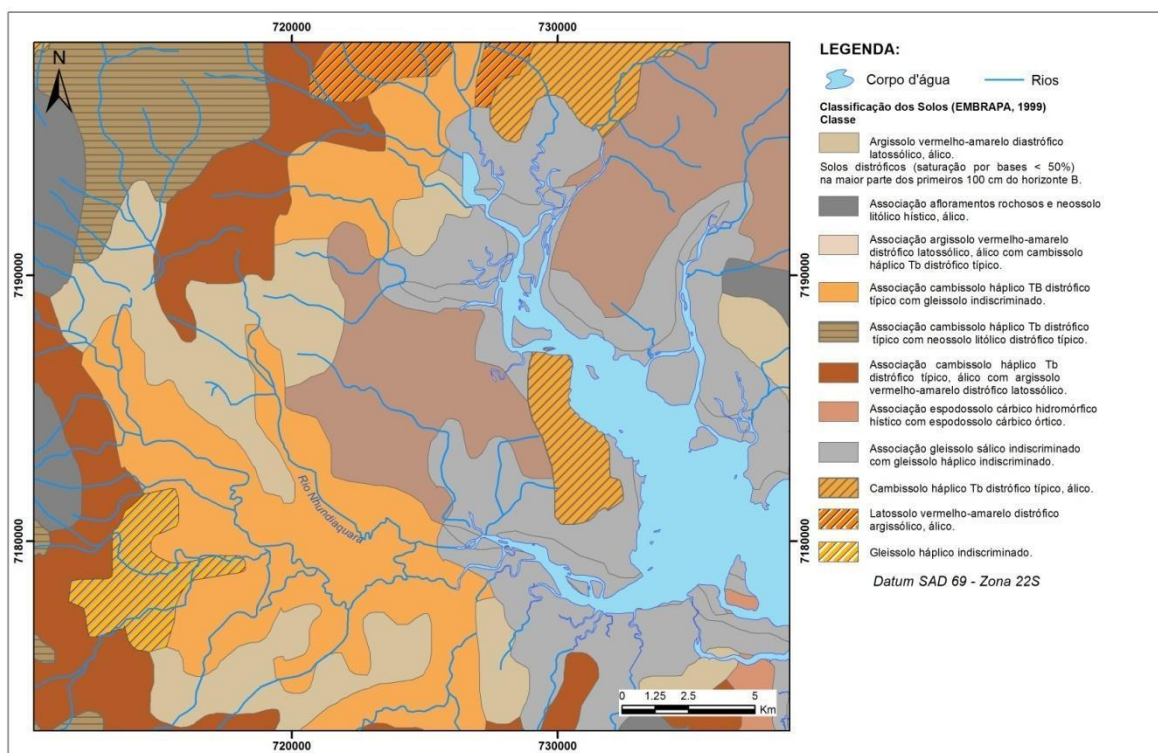 720000
730000
N
7190000
7190000
7180000
7180000
Rio Nhundiaquara
0
1.25
2.5
5
Km
720000
730000
LEGENDA:
Corpo d'água
Rios
Classificação dos Solos (EMBRAPA, 1999)
Classe
Argissolo vermelho-amarelo diastrófico
latossólico, álico.
Solos distróficos (saturação por bases < 50%)
na maior parte dos primeiros 100 cm do horizonte B.
Associação afloramentos rochosos e neossolo
litólico hístico, álico.
Associação argissolo vermelho-amarelo
distrófico latossólico, álico com cambissolo
háplico Tb distrófico típico.
Associação cambissolo háplico TB distrófico
típico com gleissolo indiscriminado.
Associação cambissolo háplico Tb distrófico
típico com neossolo litólico distrófico típico.
Associação cambissolo háplico Tb
distrófico típico, álico com argissolo
vermelho-amarelo distrófico latossólico.
Associação espodossolo cárbico hidromórfico
hístico com espodossolo cárbico órtico.
Associação gleissolo sálico indiscriminado
com gleissolo háplico indiscriminado.
Cambissolo háplico Tb distrófico típico, álico.
Latossolo vermelho-amarelo distrófico
argissólico, álico.
Gleissolo háplico indiscriminado.
Datum SAD 69 - Zona 22S